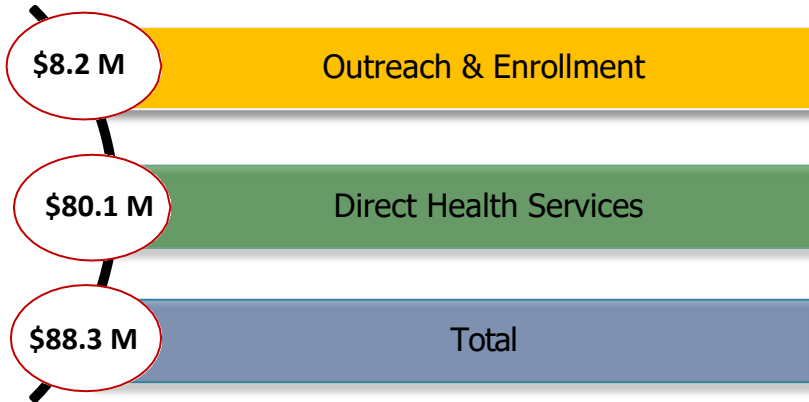 $8.2 M
Outreach & Enrollment
$80.1 M
Direct Health Services
$88.3 M
Total